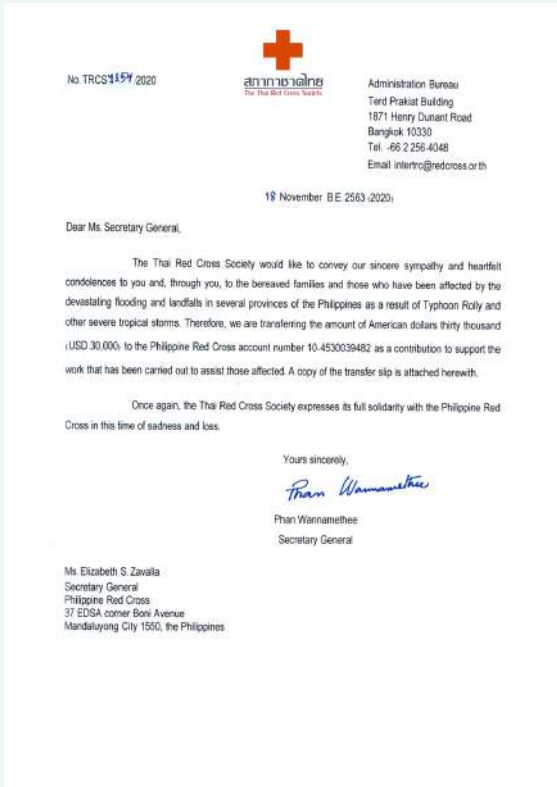 No. TRCS 1154/2020
สภากาชาดไทย
The Thai Red Cross Society
Administration Bureau
Terd Prakiat Building
1871 Henry Dunant Road
Bangkok 10330
Tel. -66 2 256-4048
Email intertrc@redcross.or.th
18 November B.E. 2563 (2020)
Dear Ms. Secretary General,
The Thai Red Cross Society would like to convey our sincere sympathy and heartfelt
condolences to you and, through you, to the bereaved families and those who have been affected by the
devastating flooding and landfalls in several provinces of the Philippines as a result of Typhoon Rolly and
other severe tropical storms. Therefore, we are transferring the amount of American dollars thirty thousand
(USD 30,000) to the Philippine Red Cross account number 10-4530039482 as a contribution to support the
work that has been carried out to assist those affected. A copy of the transfer slip is attached herewith.
Once again, the Thai Red Cross Society expresses its full solidarity with the Philippine Red
Cross in this time of sadness and loss.
Yours sincerely,
Phan Wannamethee
Phan Wannamethee
Secretary General
Ms. Elizabeth S. Zavalla
Secretary General
Philippine Red Cross
37 EDSA corner Boni Avenue
Mandaluyong City 1550, the Philippines